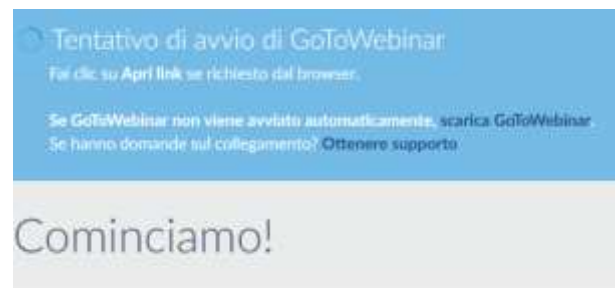 Tentativo di avvio di GoToWebinar
Fai clic su Apri link se richiesto dal browser.
Se GoToWebinar non viene avviato automaticamente, scarica GoToWebinar.
Se hanno domande sul collegamento? Ottenere supporto
Cominciamo!